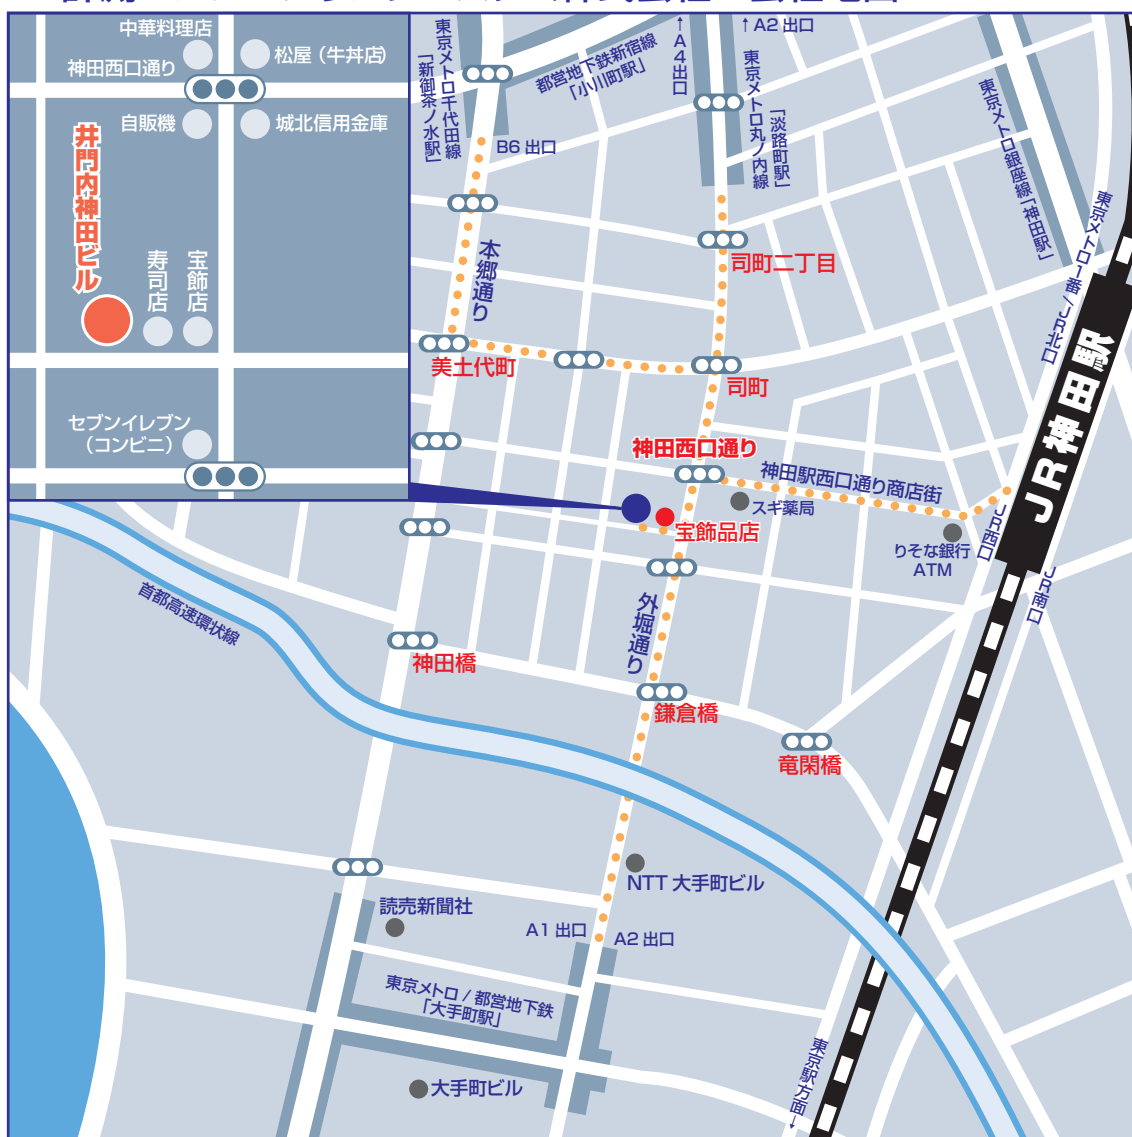 中華料理店
松屋（牛丼店）
神田西口通り
自販機
城北信用金庫
井門内神田ビル
寿司店
宝飾店
セブンイレブン
（コンビニ）
東京メトロ千代田線
「新御茶ノ水駅」
都営地下鉄新宿線
「小川町駅」
↑A4出口
↑A2出口
東京メトロ丸ノ内線
「淡路町駅」
東京メトロ銀座線「神田駅」
B6出口
本郷通り
司町二丁目
東京メトロ1番/JR北口
JR神田駅
美土代町
司町
神田西口通り
神田駅西口通り商店街
スギ薬局
宝飾品店
りそな銀行
ATM
JR西口
JR南口
首都高速環状線
外堀通り
神田橋
鎌倉橋
竜閑橋
NTT大手町ビル
読売新聞社
A1出口
A2出口
東京メトロ/都営地下鉄
「大手町駅」
大手町ビル
東京駅方面→